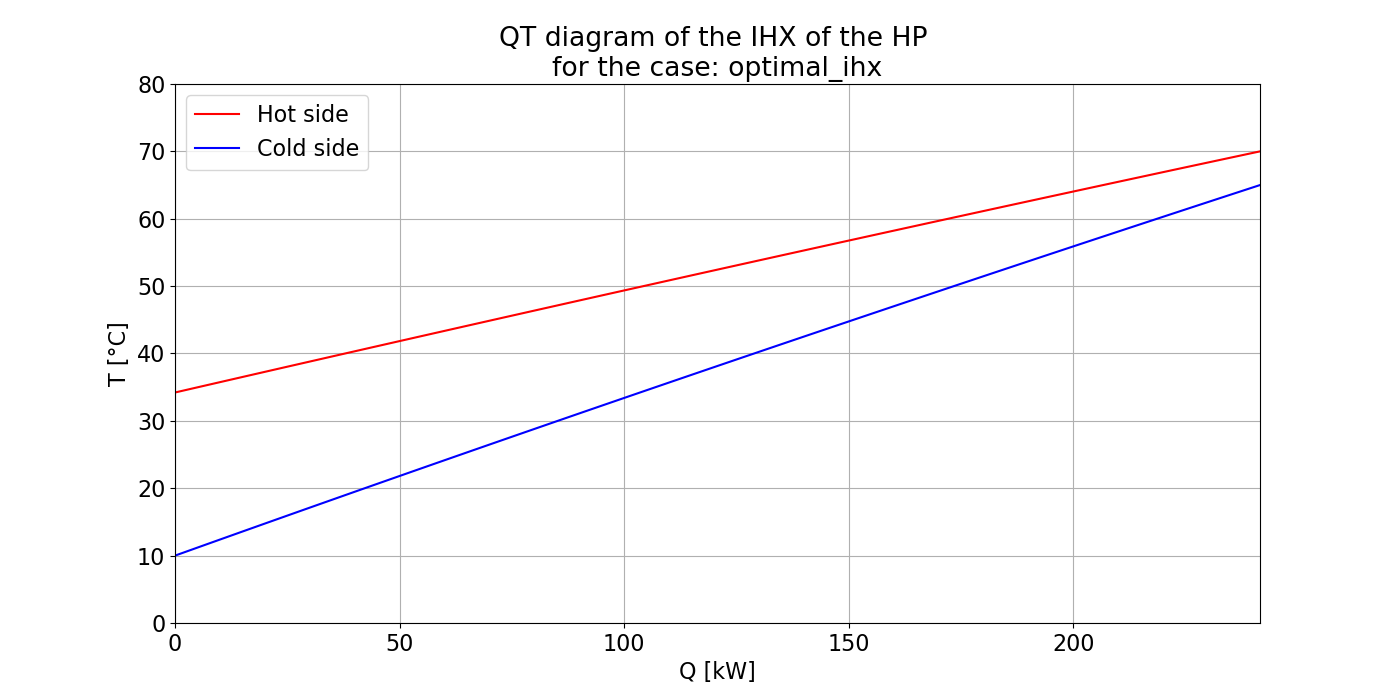 QT diagram of the IHX of the HP
for the case: optimal_ihx
Hot side
Cold side
80
70
60
50
40
30
20
10
0
T [°C]
0 50 100 150 200
Q [kW]